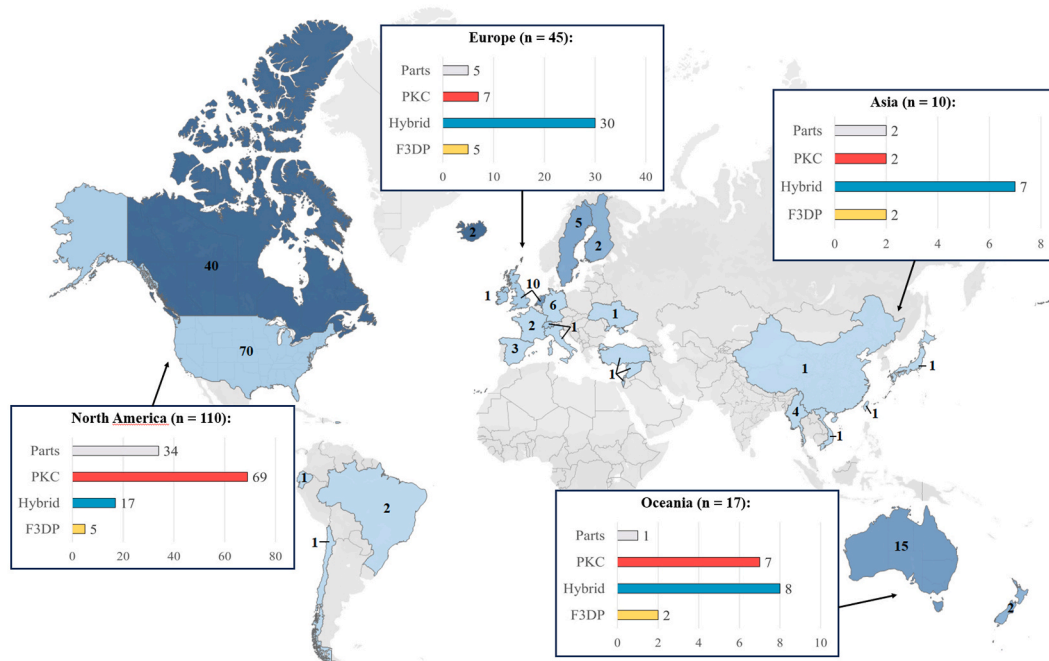 Europe (n = 45):
Parts 5
PKC 7
Hybrid 30
F3DP 5
0 10 20 30 40
Asia (n = 10):
Parts 2
PKC 2
Hybrid 7
F3DP 2
0 2 4 6 8
40
70
2
5
2
1
10
6
1
2
1
3
1
1
1
4
1
1
North America (n = 110):
Parts 34
PKC 69
Hybrid 17
F3DP 5
0 20 40 60 80
1
2
1
Oceania (n = 17):
Parts 1
PKC 7
Hybrid 8
F3DP 2
0 2 4 6 8 10
15
2